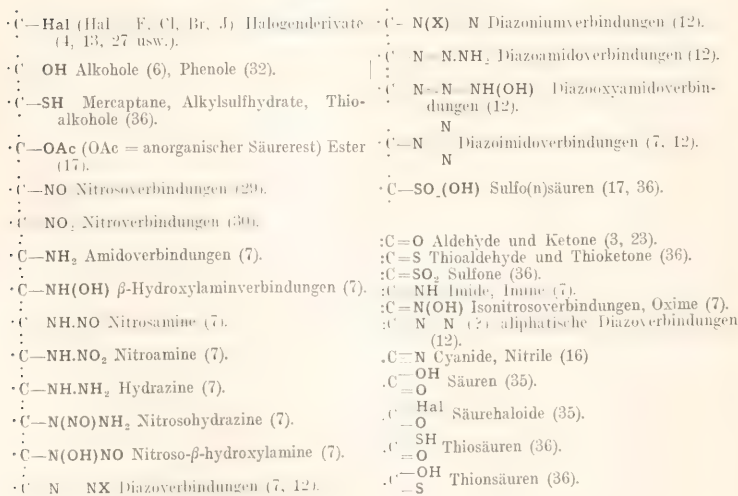 ·C—Hal (Hal F, Cl, Br, J) Halogenderivate
(4, 13, 27 usw.).
·C OH Alkohole (6), Phenole (32).
·C—SH Mercaptane, Alkylsulfhydrate, Thio-
alkohole (36).
·C—OAc (OAc = anorganischer Säurerest) Ester
(17).
·C—NO Nitrosoverbindungen (29).
·C NO₂ Nitroverbindungen (30).
·C—NH₂ Amidoverbindungen (7).
·C—NH(OH) β-Hydroxylaminverbindungen (7).
·C NH.NO Nitrosamine (7).
·C—NH.NO₂ Nitroamine (7).
·C—NH.NH₂ Hydrazine (7).
·C—N(NO)NH₂ Nitrosohydrazine (7).
·C—N(OH)NO Nitroso-β-hydroxylamine (7).
·C N NX Diazoverbindungen (7, 12).
·C- N(X) N Diazoniumverbindungen (12).
·C N N.NH₂ Diazoamidoverbindungen (12).
·C N-N NH(OH) Diazooxyamidoverbin-
dungen (12).
N
·C—N Diazoimidoverbindungen (7, 12).
N
·C—SO₂(OH) Sulfo(n)säuren (17, 36).
:C=O Aldehyde und Ketone (3, 23).
:C=S Thioaldehyde und Thioketone (36).
:C=SO₂ Sulfone (36).
:C NH Imide, Imine (7).
:C=N(OH) Isonitrosoverbindungen, Oxime (7).
:C N N (?) aliphatische Diazoverbindungen
(12).
.C=N Cyanide, Nitrile (16)
.C—OH =O Säuren (35).
.C Hal —O Säurehaloide (35).
.C SH =O Thiosäuren (36).
.C—OH —S Thionsäuren (36).